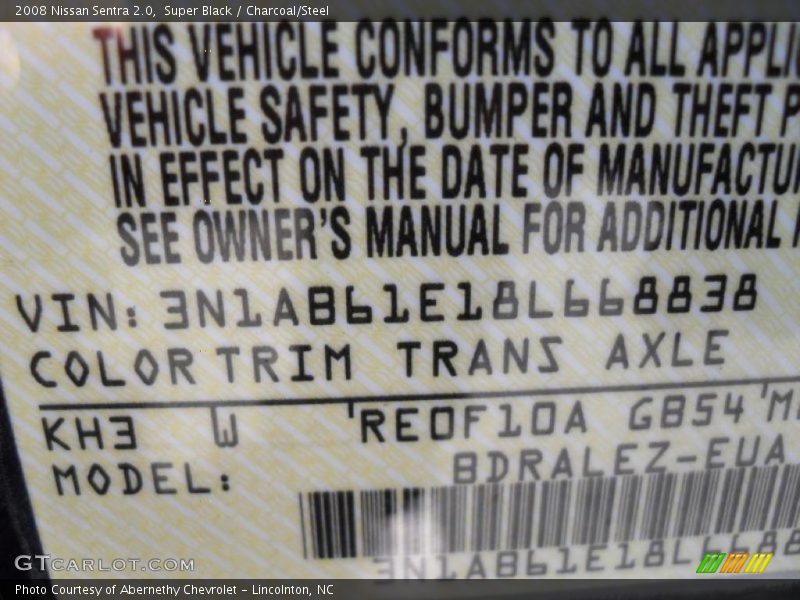 2008 Nissan Sentra 2.0, Super Black / Charcoal/Steel
THIS VEHICLE CONFORMS TO ALL APPLI
VEHICLE SAFETY, BUMPER AND THEFT P
IN EFFECT ON THE DATE OF MANUFACTU
SEE OWNER'S MANUAL FOR ADDITIONAL
VIN: 3N1AB61E18L668838
COLOR TRIM TRANS AXLE
KH3 W 'RE0F10A GB54 'M
MODEL: BDRALEZ-EUA
3N1AB61E18L6688
GTCARLOT.COM
Photo Courtesy of Abernethy Chevrolet - Lincolnton, NC